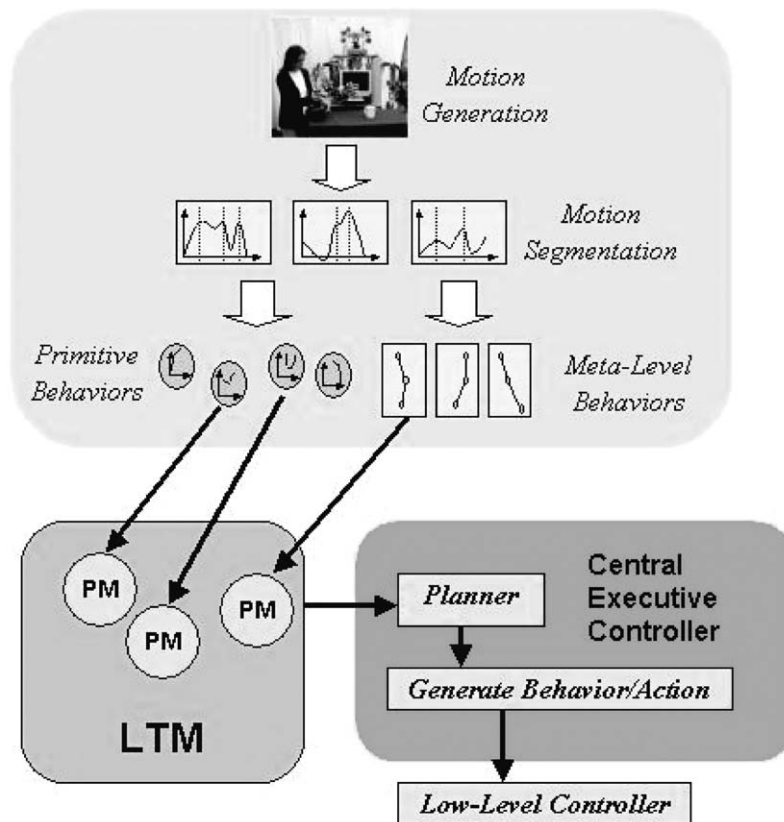 Motion
Generation
Motion
Segmentation
Primitive
Behaviors
Meta-Level
Behaviors
PM
PM
PM
LTM
Central
Executive
Controller
Planner
Generate Behavior/Action
Low-Level Controller